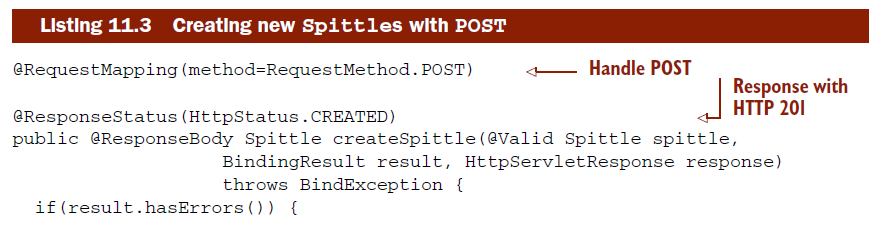 Listing 11.3 Creating new Spittles with POST
@RequestMapping(method=RequestMethod.POST)
Handle POST
Response with
HTTP 201
@ResponseStatus(HttpStatus.CREATED)
public @ResponseBody Spittle createSpittle(@Valid Spittle spittle,
BindingResult result, HttpServletResponse response)
throws BindException {
if(result.hasErrors()) {